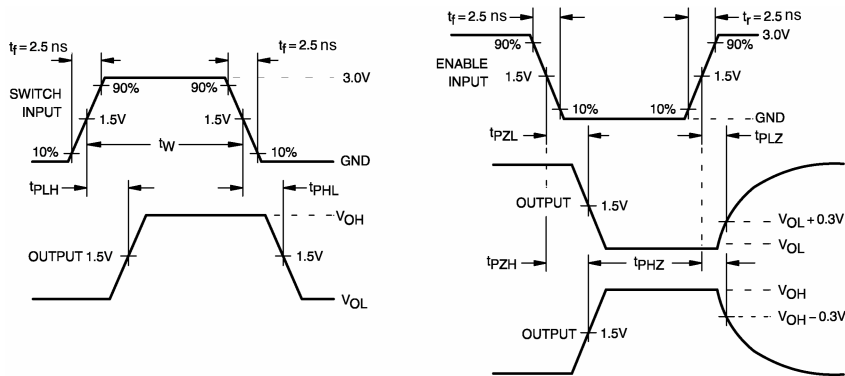 tf = 2.5 ns
tf = 2.5 ns
3.0V
SWITCH
INPUT
90%
90%
1.5V
1.5V
tW
10%
10%
GND
tPLH
tPHL
VOH
OUTPUT 1.5V
1.5V
VOL
tf = 2.5 ns
tr = 2.5 ns
3.0V
90%
90%
ENABLE
INPUT
1.5V
1.5V
10%
10%
GND
tPZL
tPLZ
OUTPUT
1.5V
VOL + 0.3V
VOL
tPZH
tPHZ
VOH
VOH – 0.3V
OUTPUT
1.5V